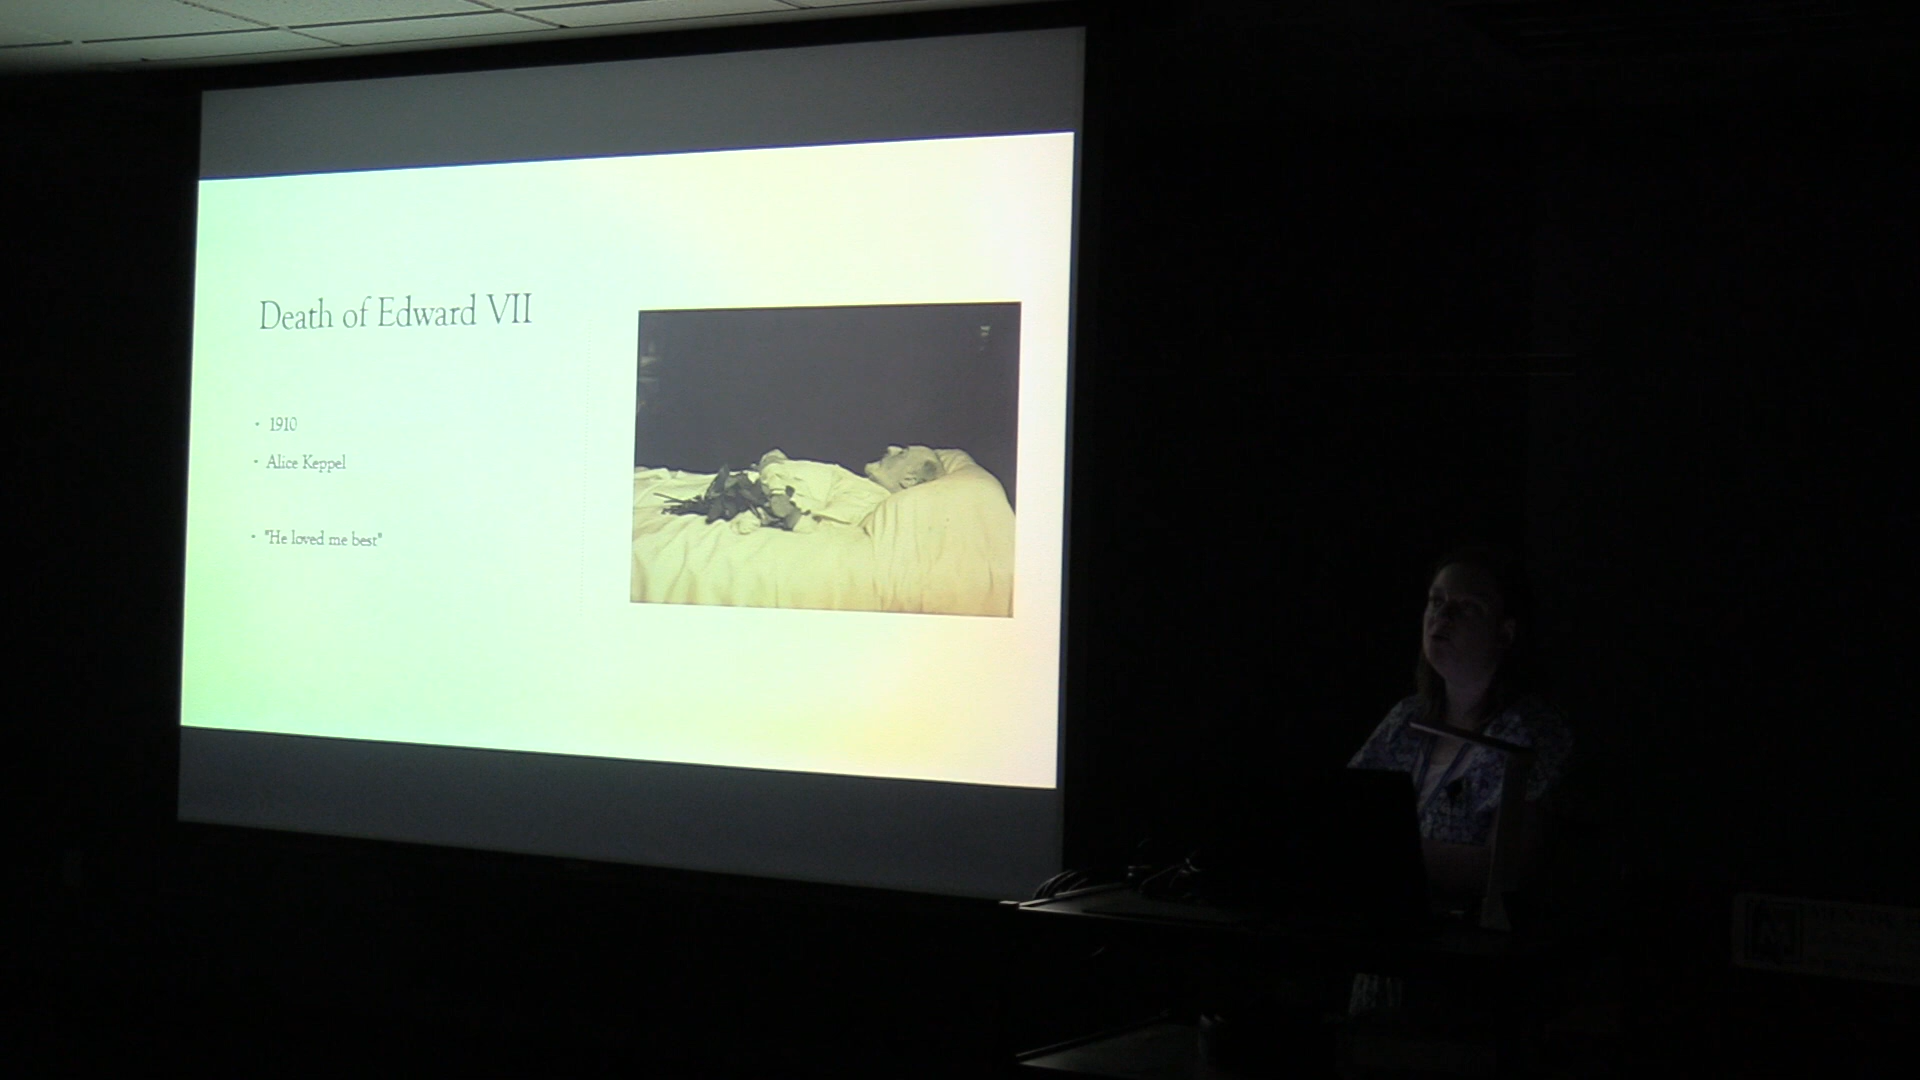 Death of Edward VII
• 1910
• Alice Keppel
• "He loved me best"